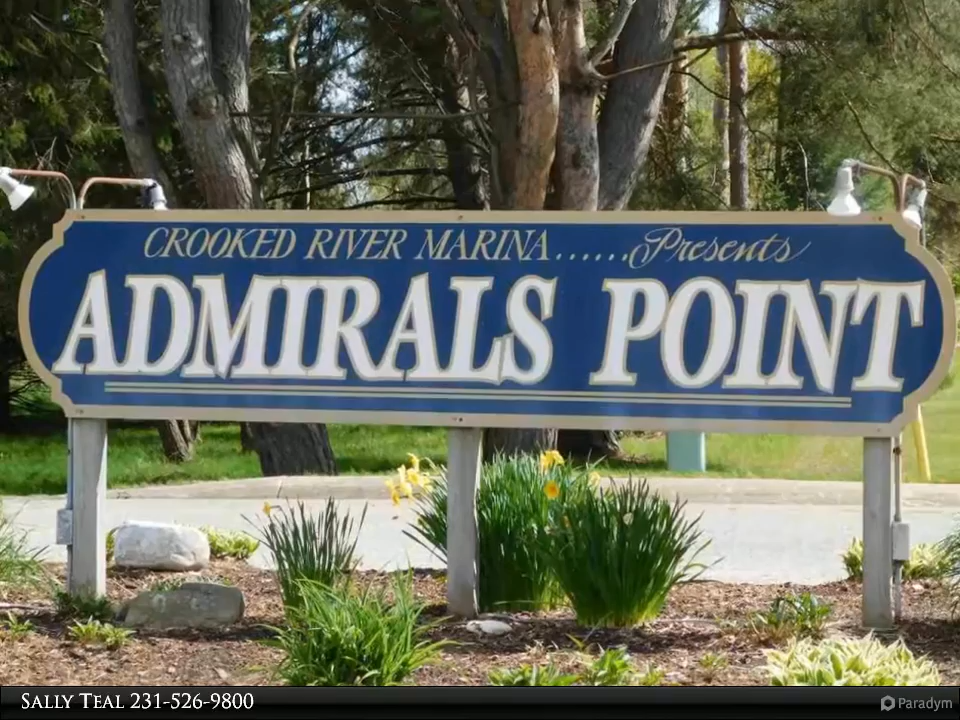 CROOKED RIVER MARINA......Presents
ADMIRALS POINT
SALLY TEAL 231-526-9800
Paradym